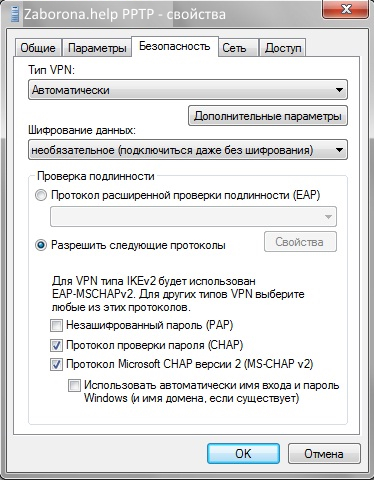 Zaborona.help PPTP - свойства
Общие Параметры Безопасность Сеть Доступ
Тип VPN:
Автоматически
Дополнительные параметры
Шифрование данных:
необязательное (подключиться даже без шифрования)
Проверка подлинности
Протокол расширенной проверки подлинности (EAP)
Свойства
Разрешить следующие протоколы
Для VPN типа IKEv2 будет использован
EAP-MSCHAPv2. Для других типов VPN выберите
любые из этих протоколов.
Незашифрованный пароль (PAP)
Протокол проверки пароля (CHAP)
Протокол Microsoft CHAP версии 2 (MS-CHAP v2)
Использовать автоматически имя входа и пароль
Windows (и имя домена, если существует)
OK Отмена